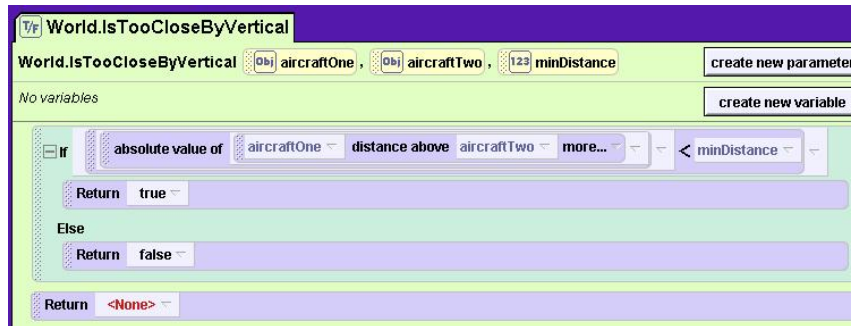 T/F World.IsTooCloseByVertical
World.IsTooCloseByVertical Obj aircraftOne , Obj aircraftTwo , 123 minDistance create new parameter
No variables create new variable
If absolute value of aircraftOne distance above aircraftTwo more... < minDistance
Return true
Else
Return false
Return <None>